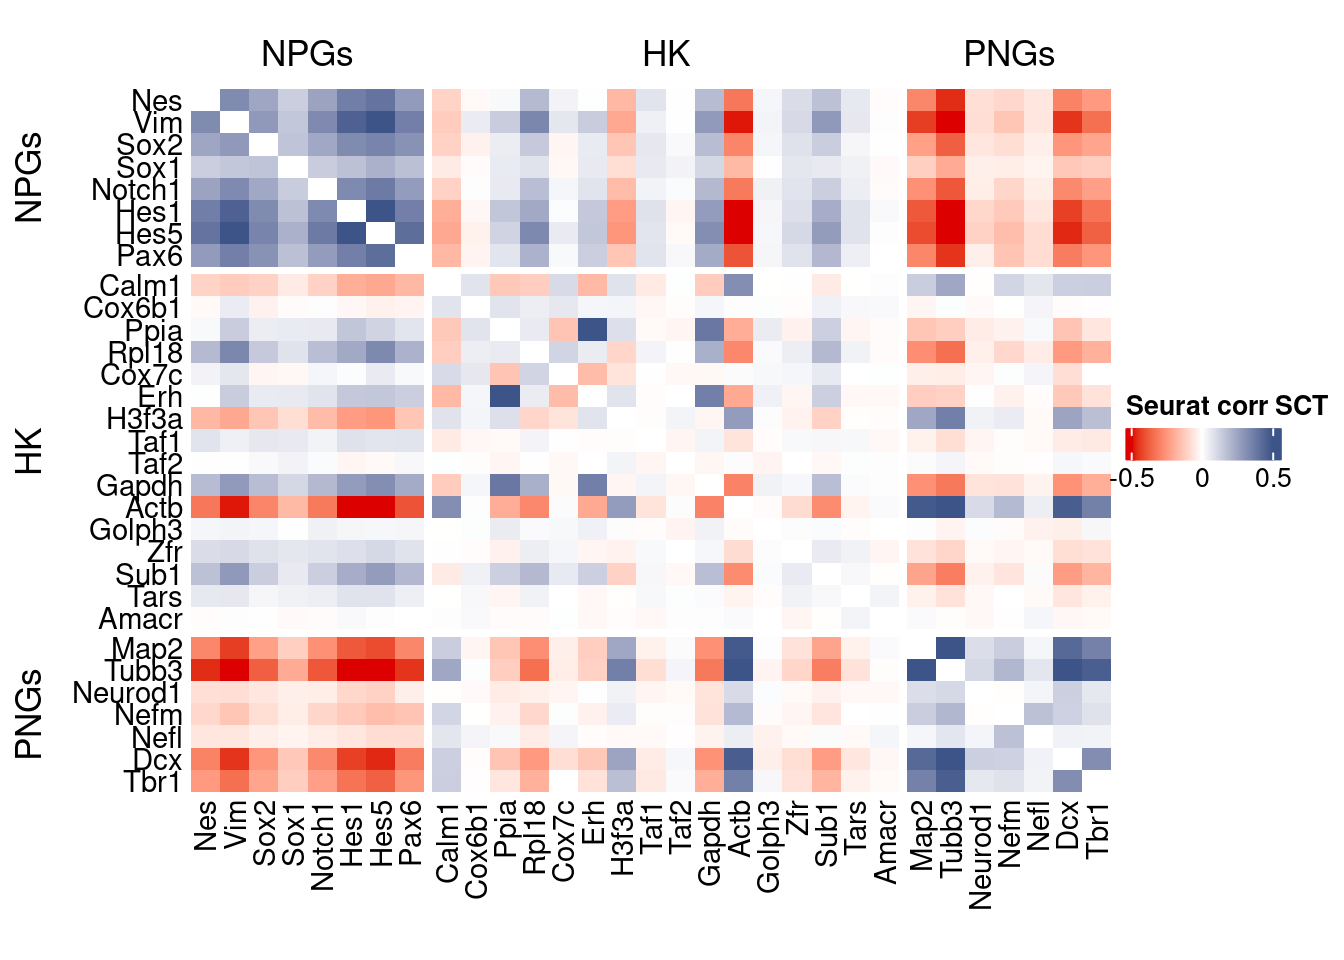 NPGs HK PNGs
NPGs
Nes
Vim
Sox2
Sox1
Notch1
Hes1
Hes5
Pax6
HK
Calm1
Cox6b1
Ppia
Rpl18
Cox7c
Erh
H3f3a
Taf1
Taf2
Gapdh
Actb
Golph3
Zfr
Sub1
Tars
Amacr
PNGs
Map2
Tubb3
Neurod1
Nefm
Nefl
Dcx
Tbr1
Nes Vim Sox2 Sox1 Notch1 Hes1 Hes5 Pax6 Calm1 Cox6b1 Ppia Rpl18 Cox7c Erh H3f3a Taf1 Taf2 Gapdh Actb Golph3 Zfr Sub1 Tars Amacr Map2 Tubb3 Neurod1 Nefm Nefl Dcx Tbr1
Seurat corr SCT
-0.5 0 0.5